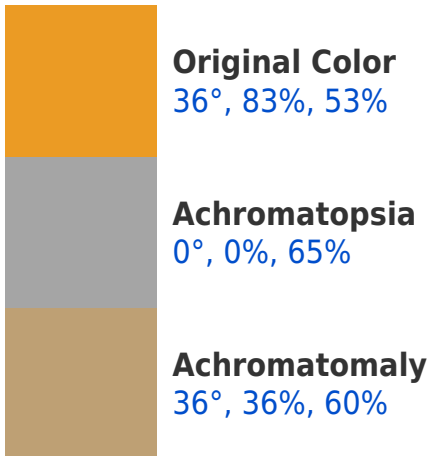 Original Color
36°, 83%, 53%
Achromatopsia
0°, 0%, 65%
Achromatomaly
36°, 36%, 60%